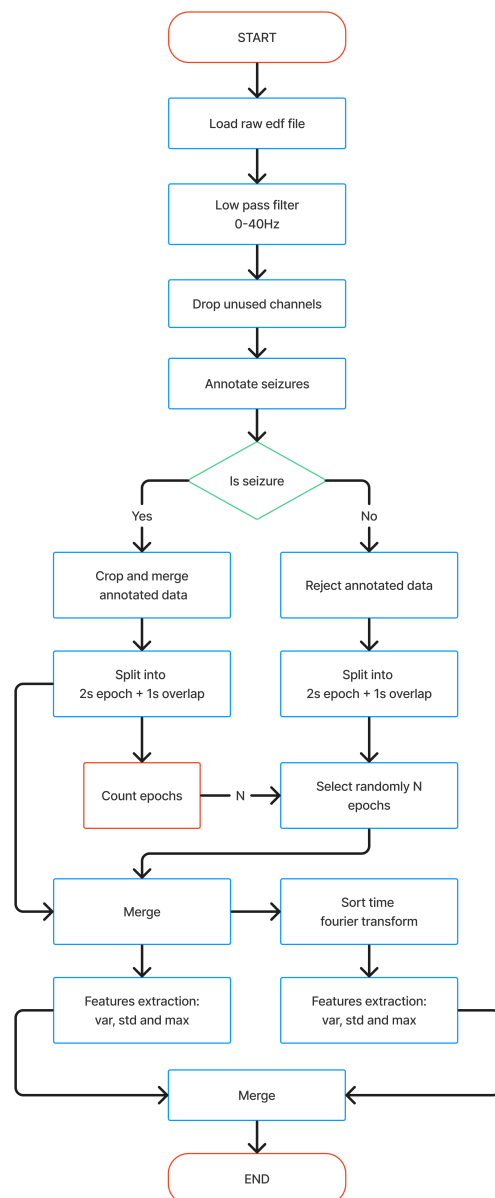 START
Load raw edf file
Low pass filter
0-40Hz
Drop unused channels
Annotate seizures
Is seizure
Yes
No
Crop and merge
annotated data
Reject annotated data
Split into
2s epoch + 1s overlap
Split into
2s epoch + 1s overlap
Count epochs
N
Select randomly N
epochs
Merge
Sort time
fourier transform
Features extraction:
var, std and max
Features extraction:
var, std and max
Merge
END